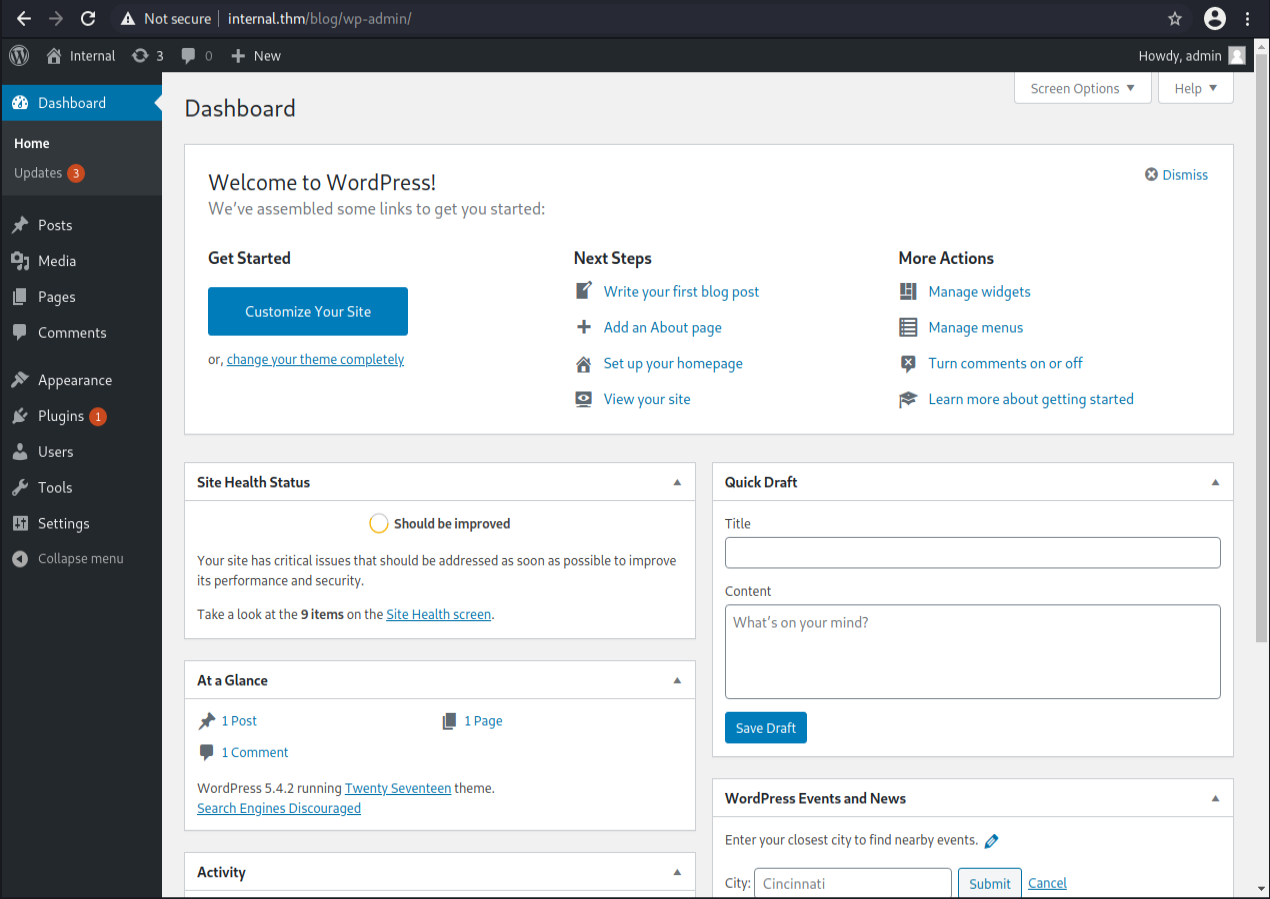 Not secure internal.thm/blog/wp-admin/
Internal 3 0 New Howdy, admin
Dashboard
Home
Updates 3
Posts
Media
Pages
Comments
Appearance
Plugins 1
Users
Tools
Settings
Collapse menu
Screen Options Help
Dashboard
Welcome to WordPress! Dismiss
We've assembled some links to get you started:
Get Started
Customize Your Site
or, change your theme completely
Next Steps
Write your first blog post
Add an About page
Set up your homepage
View your site
More Actions
Manage widgets
Manage menus
Turn comments on or off
Learn more about getting started
Site Health Status
Should be improved
Your site has critical issues that should be addressed as soon as possible to improve
its performance and security.
Take a look at the 9 items on the Site Health screen.
At a Glance
1 Post 1 Page
1 Comment
WordPress 5.4.2 running Twenty Seventeen theme.
Search Engines Discouraged
Activity
Quick Draft
Title
Content
What's on your mind?
Save Draft
WordPress Events and News
Enter your closest city to find nearby events.
City: Cincinnati Submit Cancel